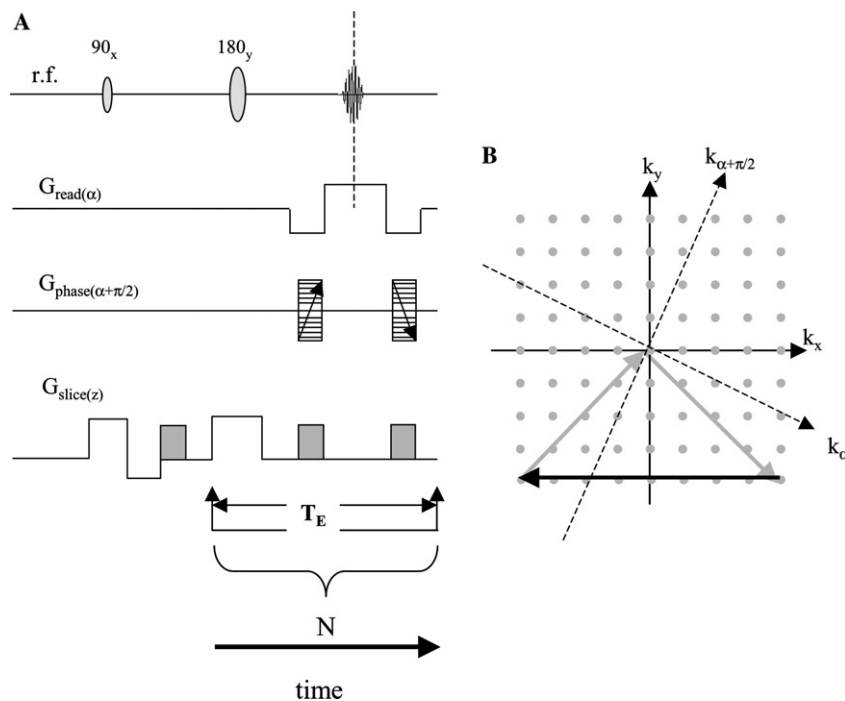 A
90x
180y
r.f.
Gread(α)
Gphase(α+π/2)
Gslice(z)
TE
N
time
B
ky
kα+π/2
kx
kα